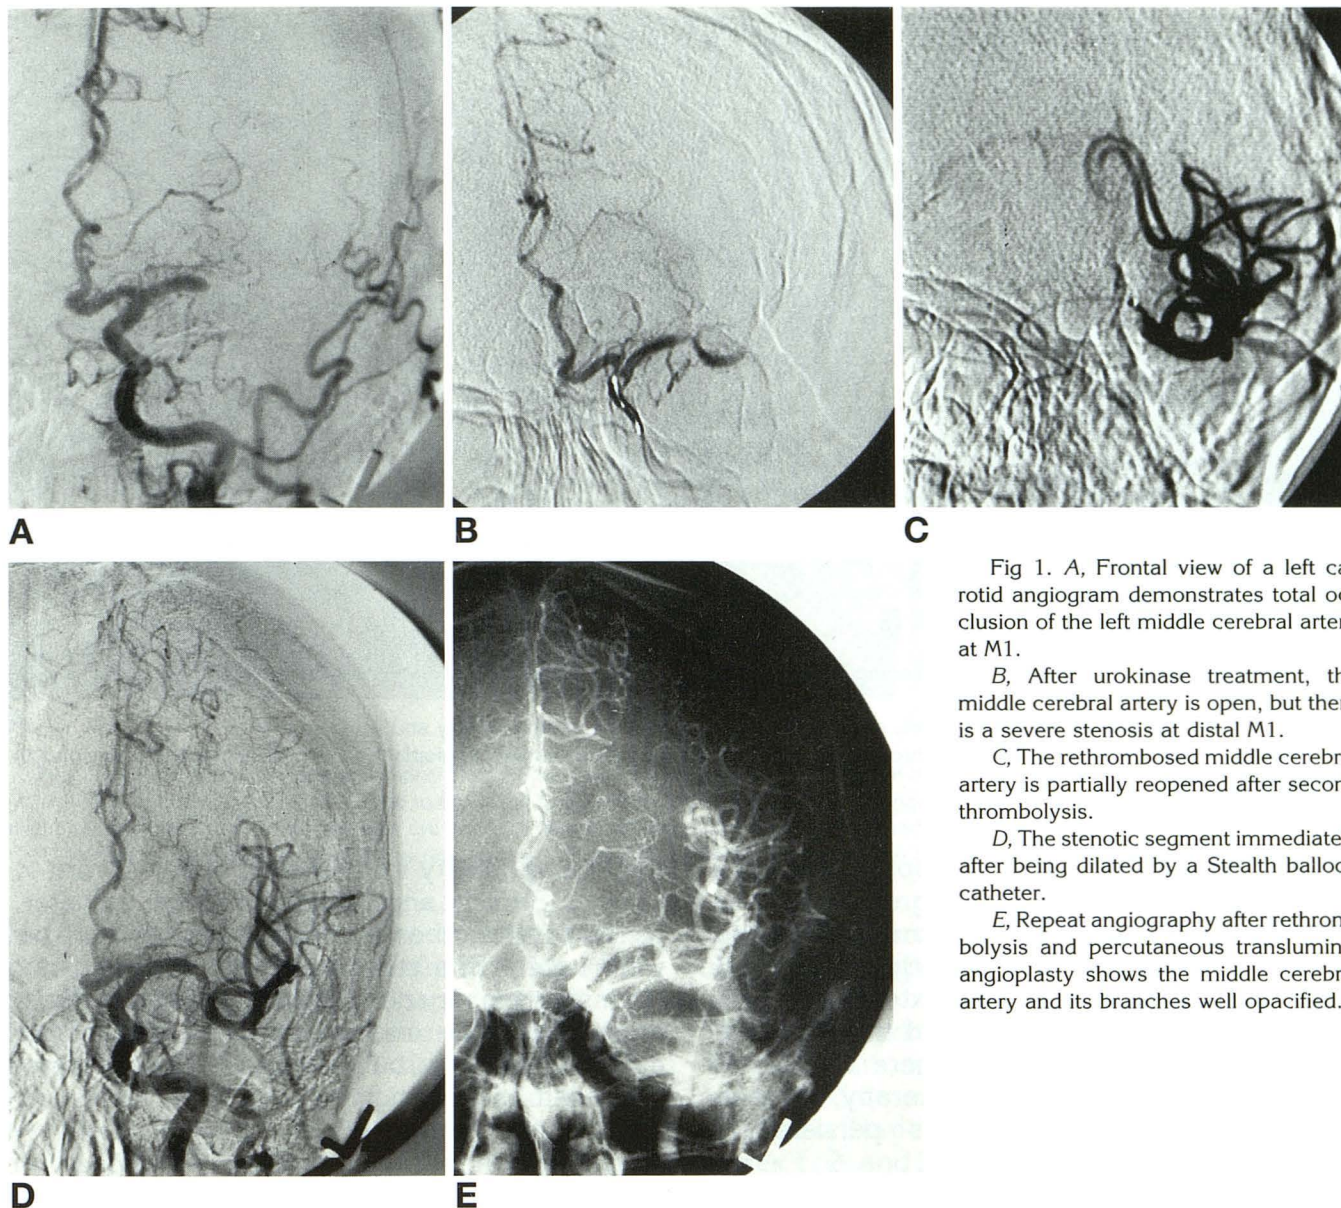 A
B
C
Fig 1. A, Frontal view of a left ca
rotid angiogram demonstrates total oc
clusion of the left middle cerebral arter
at M1.
B, After urokinase treatment, th
middle cerebral artery is open, but ther
is a severe stenosis at distal M1.
C, The rethrombosed middle cerebr
artery is partially reopened after secon
thrombolysis.
D, The stenotic segment immediate
after being dilated by a Stealth balloo
catheter.
E, Repeat angiography after rethrom
bolysis and percutaneous translumin
angioplasty shows the middle cerebr
artery and its branches well opacified.
D
E